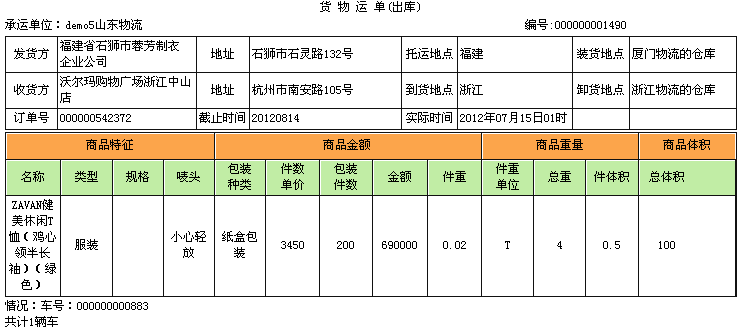 货 物 运 单(出库)
承运单位：demo5山东物流 编号:000000001490
发货方 福建省石狮市蓉芳制衣企业公司 地址 石狮市石灵路132号 托运地点 福建 装货地点 厦门物流的仓库
收货方 沃尔玛购物广场浙江中山店 地址 杭州市南安路105号 到货地点 浙江 卸货地点 浙江物流的仓库
订单号 000000542372 截止时间 20120814 实际时间 2012年07月15日01时
商品特征 商品金额 商品重量 商品体积
名称 类型 规格 唛头 包装种类 件数单价 包装件数 金额 件重 件重单位 总重 件体积 总体积
ZAVAN健美休闲T恤(鸡心领半长袖)(绿色) 服装 小心轻放 纸盒包装 3450 200 690000 0.02 T 4 0.5 100
情况：车号：000000000883
共计1辆车